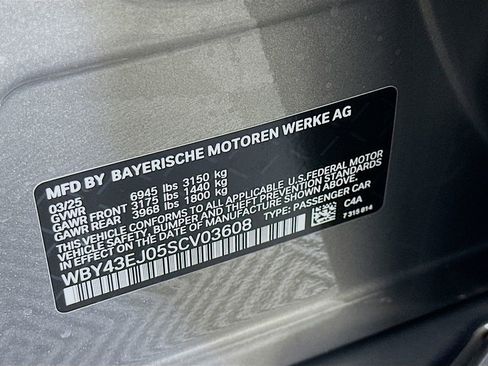 MFD BY BAYERISCHE MOTOREN WERKE AG
03/25
GVWR 6945 lbs 3150 kg
GAWR FRONT 3175 lbs 1440 kg
GAWR REAR 3968 lbs 1800 kg
THIS VEHICLE CONFORMS TO ALL APPLICABLE U.S. FEDERAL MOTOR
VEHICLE SAFETY, BUMPER, AND THEFT PREVENTION STANDARDS IN
EFFECT ON THE DATE OF MANUFACTURE SHOWN ABOVE.
WBY43EJ05SCV03608 TYPE: PASSENGER CAR
C4A
7 315 814